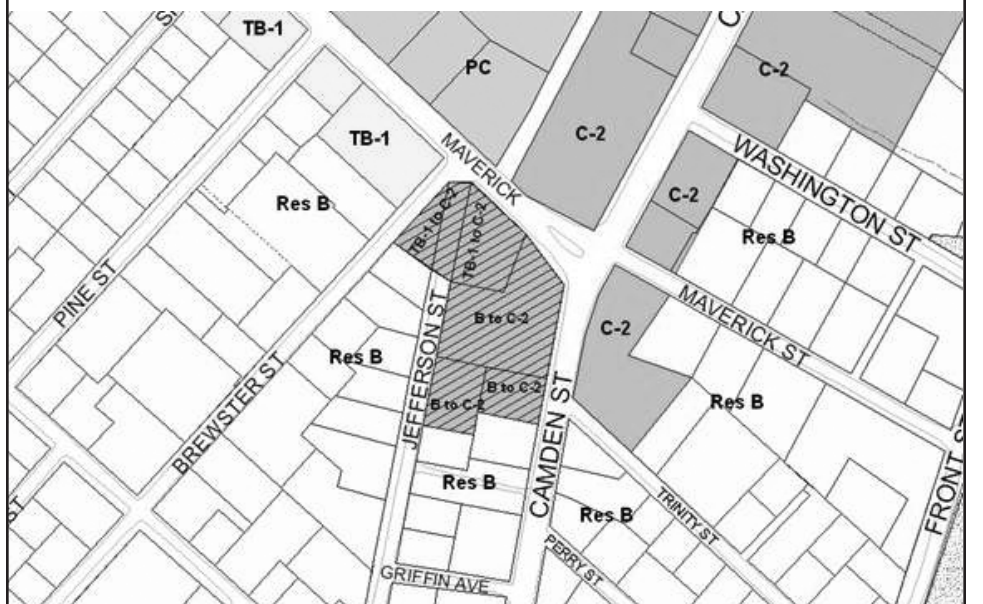 TB-1
PC
C-2
TB-1
C-2
MAVERICK
WASHINGTON ST
C-2
Res B
TB-1 to C-2
TB-1 to C-2
Res B
PINE ST
B to C-2
C-2
MAVERICK ST
Res B
JEFFERSON ST
B to C-2
B to C-2
CAMDEN ST
Res B
BREWSTER ST
Res B
Res B
TRINITY ST
FRONT S
ST
PERRY ST
GRIFFIN AVE